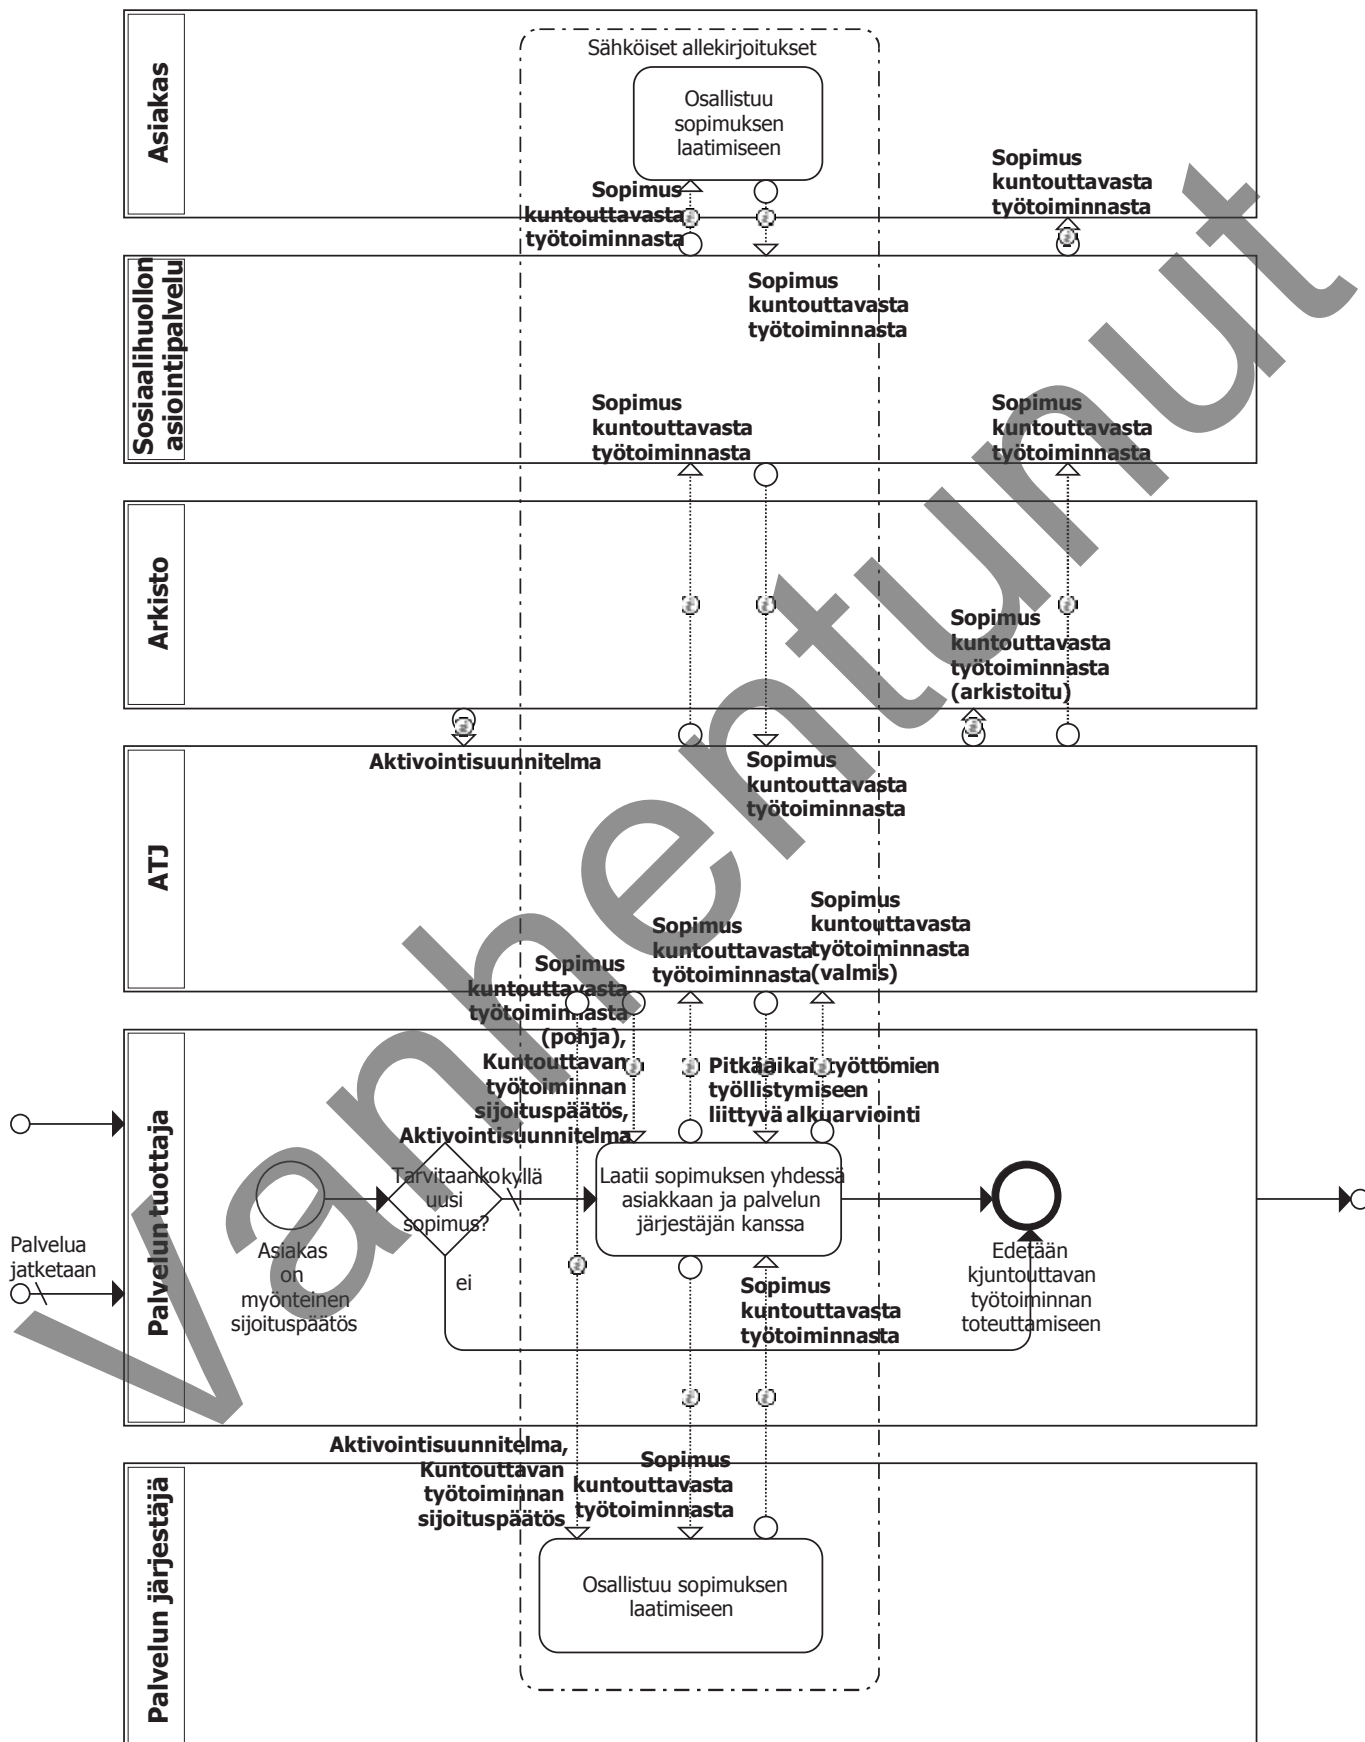 Sähköiset allekirjoitukset
Asiakas
Osallistuu
sopimuksen
laatimiseen
Sopimus
kuntouttavasta
työtoiminnasta
Sopimus
kuntouttavasta
työtoiminnasta
Sosiaalihuollon
asiointipalvelu
Sopimus
kuntouttavasta
työtoiminnasta
Sopimus
kuntouttavasta
työtoiminnasta
Sopimus
kuntouttavasta
työtoiminnasta
Arkisto
Sopimus
kuntouttavasta
työtoiminnasta
(arkistoitu)
ATJ
Aktivointisuunnitelma
Sopimus
kuntouttavasta
työtoiminnasta
Sopimus
kuntouttavasta
työtoiminnasta
(valmis)
Sopimus
kuntouttavasta
työtoiminnasta
Sopimus
kuntouttavasta
työtoiminnasta
(pohja),
Kuntouttavan
työtoiminnan
sijoituspäätös,
Aktivointisuunnitelma
Palvelun tuottaja
Pitkäaikaistyöttömien
työllistymiseen
liittyvä alkuarviointi
Palvelua
jatketaan
Asiakas
on
myönteinen
sijoituspäätös
Tarvitaanko
uusi
sopimus?
kyllä
ei
Laatii sopimuksen yhdessä
asiakkaan ja palvelun
järjestäjän kanssa
Edetään
kjuntouttavan
työtoiminnan
toteuttamiseen
Sopimus
kuntouttavasta
työtoiminnasta
Palvelun järjestäjä
Aktivointisuunnitelma,
Kuntouttavan
työtoiminnan
sijoituspäätös
Sopimus
kuntouttavasta
työtoiminnasta
Osallistuu sopimuksen
laatimiseen
Vanhentunut